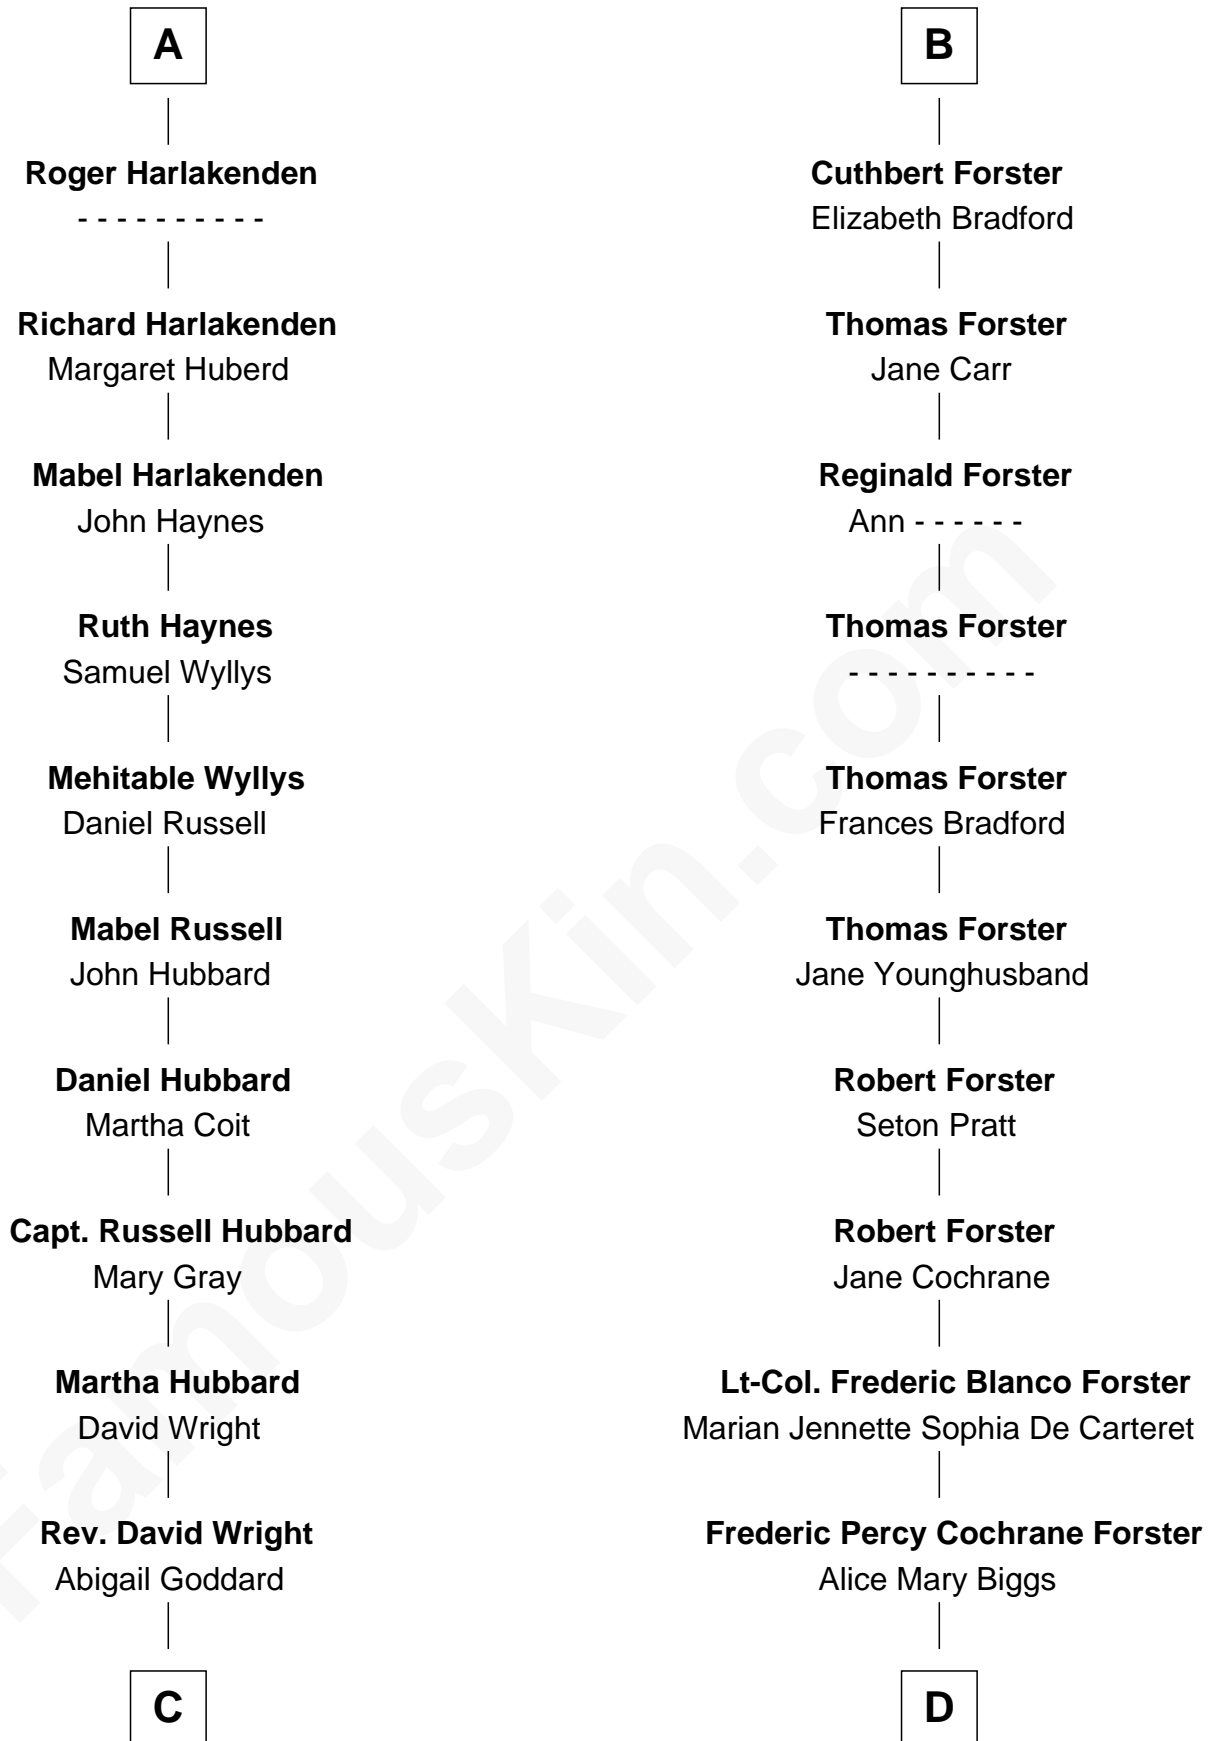 A
Roger Harlakenden
- - - - - - - - - -
Richard Harlakenden
Margaret Huberd
Mabel Harlakenden
John Haynes
Ruth Haynes
Samuel Wyllys
Mehitable Wyllys
Daniel Russell
Mabel Russell
John Hubbard
Daniel Hubbard
Martha Coit
Capt. Russell Hubbard
Mary Gray
Martha Hubbard
David Wright
Rev. David Wright
Abigail Goddard
C
B
Cuthbert Forster
Elizabeth Bradford
Thomas Forster
Jane Carr
Reginald Forster
Ann - - - - - -
Thomas Forster
- - - - - - - - - -
Thomas Forster
Frances Bradford
Thomas Forster
Jane Younghusband
Robert Forster
Seton Pratt
Robert Forster
Jane Cochrane
Lt-Col. Frederic Blanco Forster
Marian Jennette Sophia De Carteret
Frederic Percy Cochrane Forster
Alice Mary Biggs
D
FamousKin.com